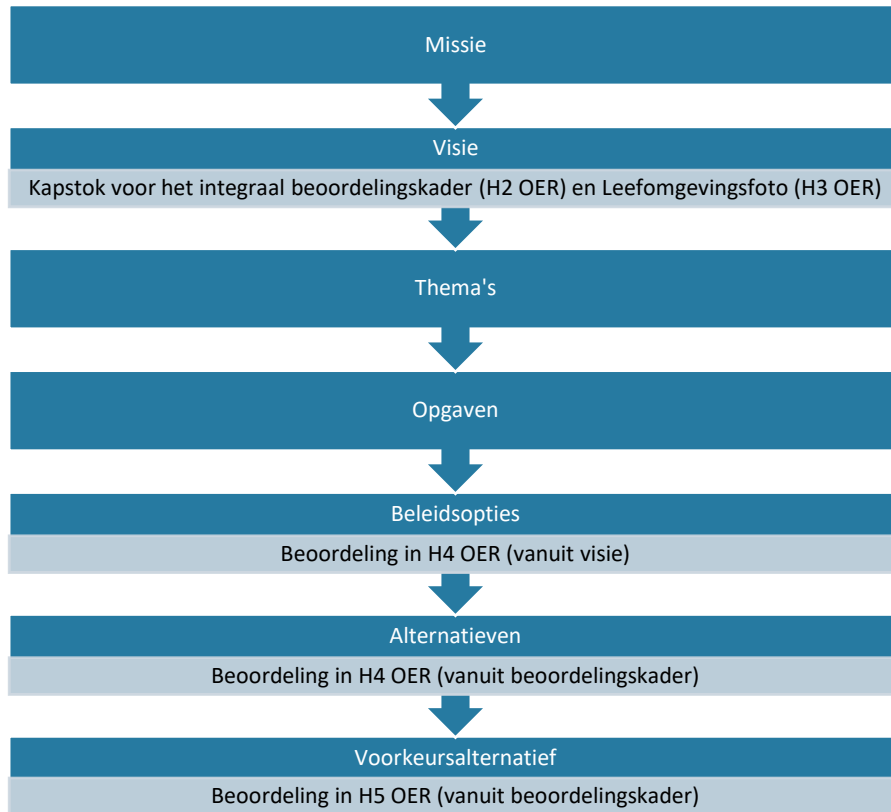 Missie
Visie
Kapstok voor het integraal beoordelingskader (H2 OER) en Leefomgevingsfoto (H3 OER)
Thema's
Opgaven
Beleidsopties
Beoordeling in H4 OER (vanuit visie)
Alternatieven
Beoordeling in H4 OER (vanuit beoordelingskader)
Voorkeursalternatief
Beoordeling in H5 OER (vanuit beoordelingskader)